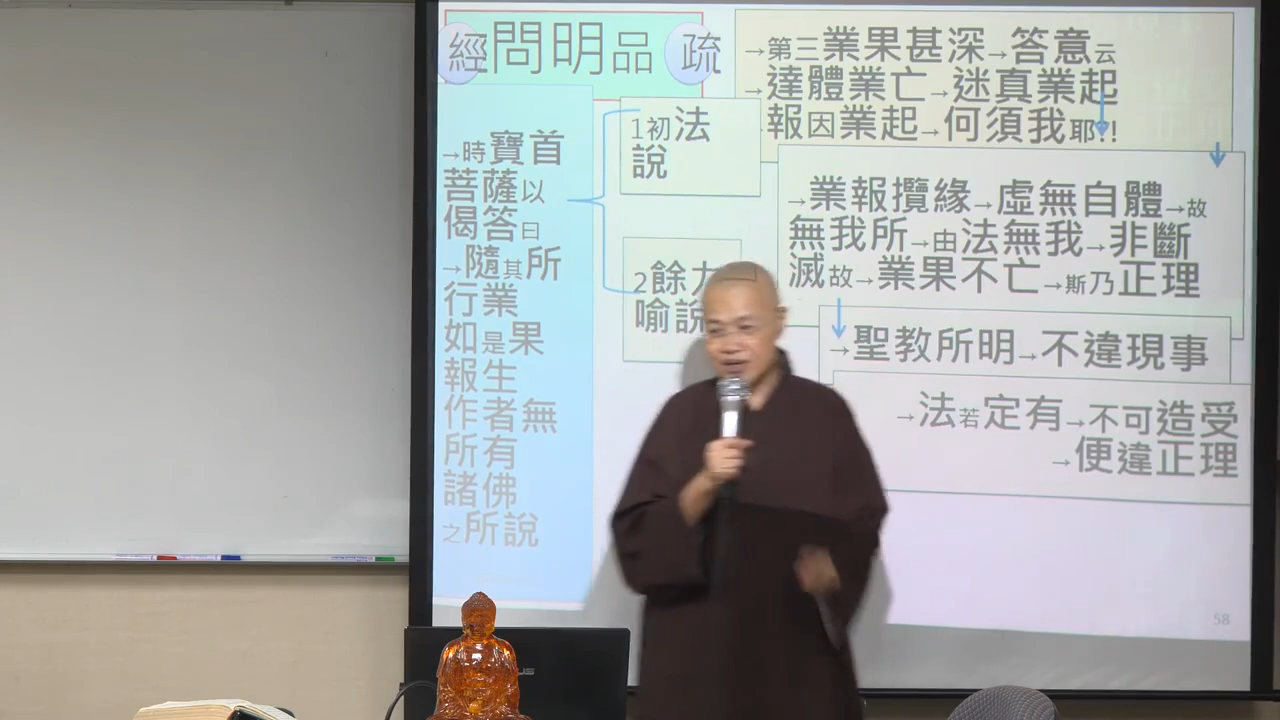 經問明品 疏
→時寶首
菩薩以
偈答曰
→隨其所
行業
如是果
報生
作者無
所有
諸佛
之所說
1初法
說
2餘九
喻說
→第三業果甚深→答意云
→達體業亡→迷真業起
報因業起→何須我耶!!
→業報攬緣→虛無自體→故
無我所→由法無我→非斷
滅故→業果不亡→斯乃正理
→聖教所明→不違現事
→法若定有→不可造受
→便違正理
58